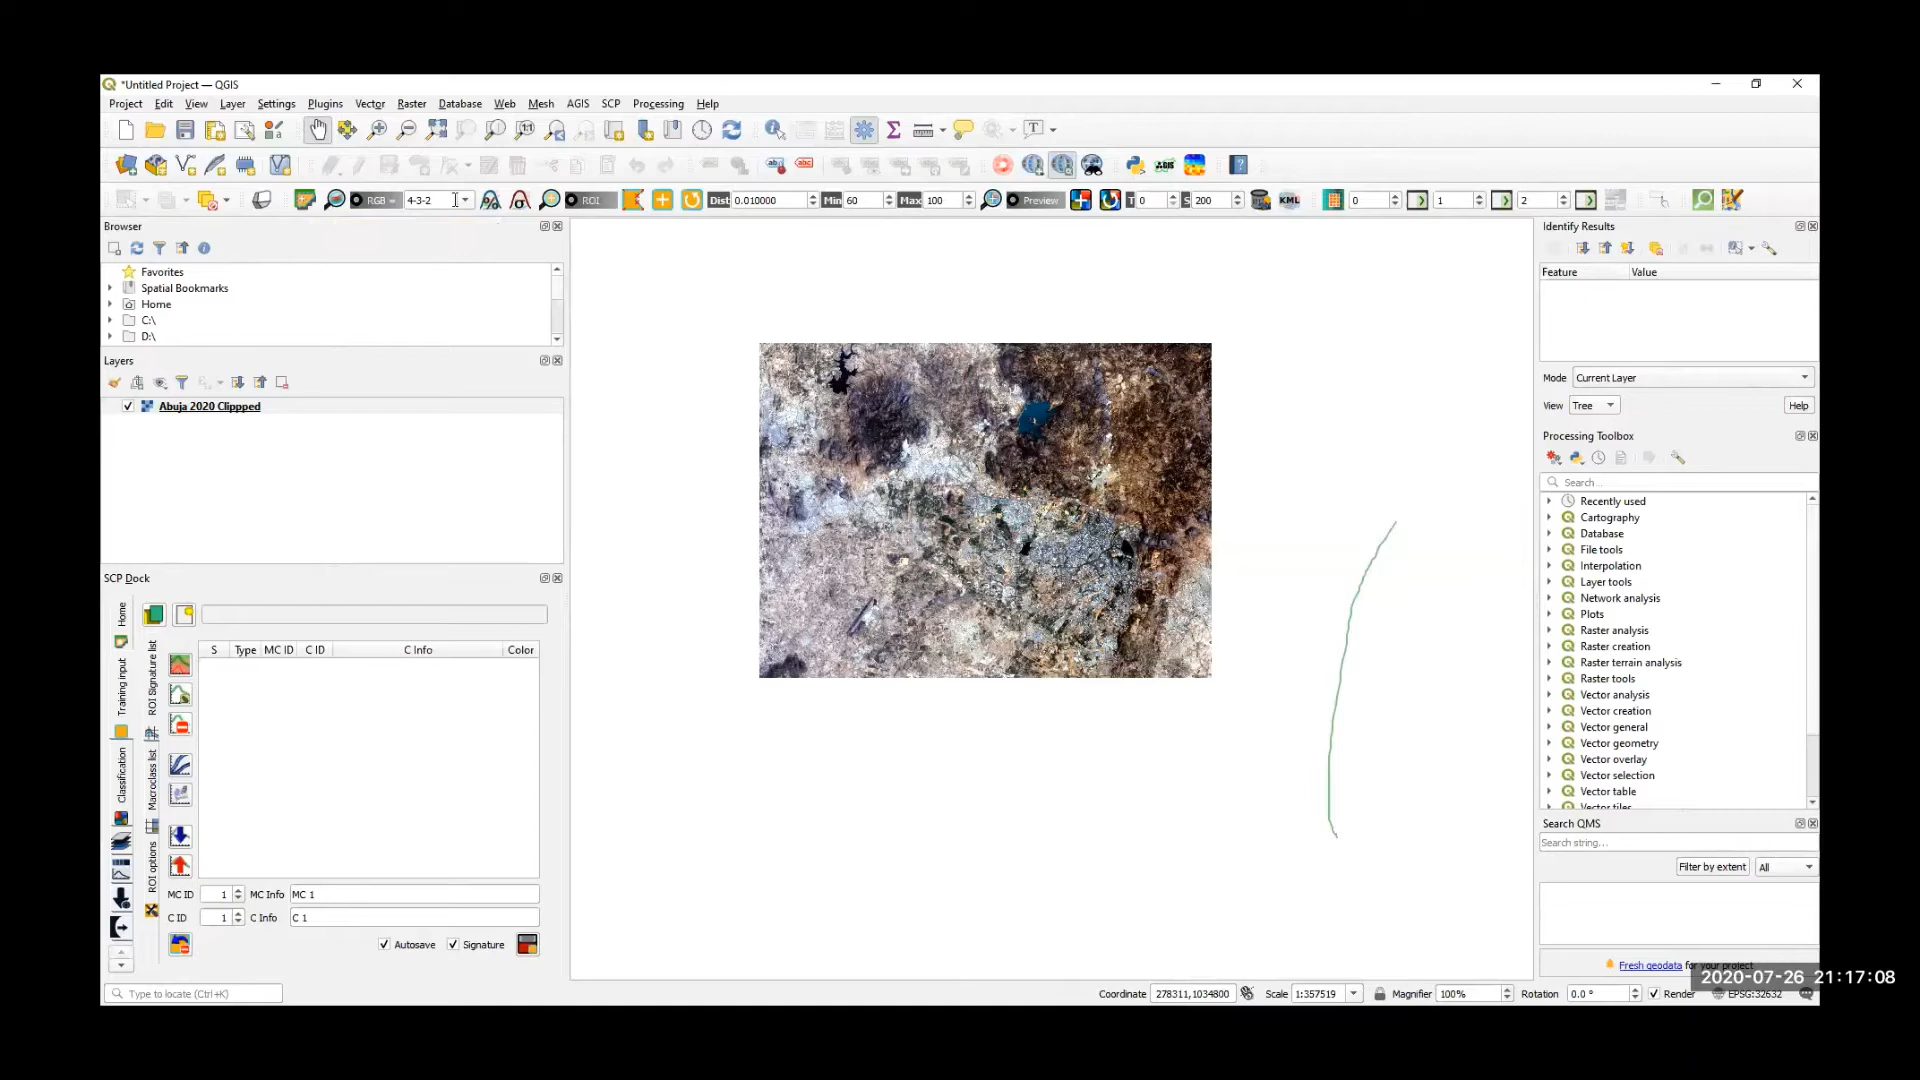 *Untitled Project — QGIS
Project Edit View Layer Settings Plugins Vector Raster Database Web Mesh AGIS SCP Processing Help
RGB = 4-3-2 ROI Dist 0.010000 Min 60 Max 100 Preview T 0 S 200 KML 0 1 2
Browser
Favorites
Spatial Bookmarks
Home
C:\
D:\
Layers
Abuja 2020 Clippped
SCP Dock
Home
Training input
Classification
ROI Signature list
Macroclass list
ROI options
S Type MC ID C ID C Info Color
MC ID 1 MC Info MC 1
C ID 1 C Info C 1
Autosave Signature
Type to locate (Ctrl+K)
Identify Results
Feature Value
Mode Current Layer
View Tree Help
Processing Toolbox
Search...
Recently used
Cartography
Database
File tools
Interpolation
Layer tools
Network analysis
Plots
Raster analysis
Raster creation
Raster terrain analysis
Raster tools
Vector analysis
Vector creation
Vector general
Vector geometry
Vector overlay
Vector selection
Vector table
Vector tiles
Search QMS
Search string...
Filter by extent All
Fresh geodata for your project
2020-07-26 21:17:08
Coordinate 278311,1034800 Scale 1:357519 Magnifier 100% Rotation 0.0 ° Render EPSG:32632